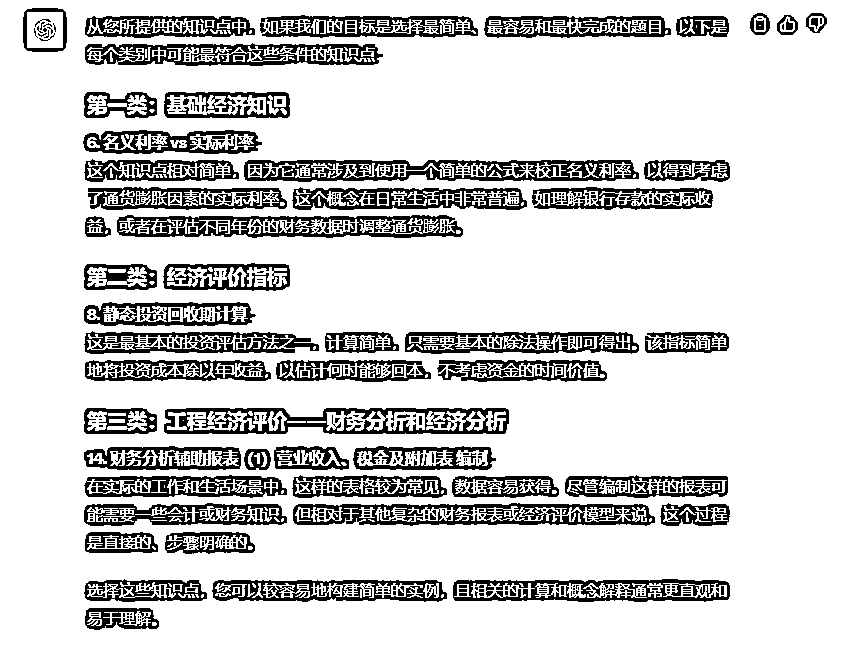 从您所提供的知识点中，如果我们的目标是选择最简单、最容易和最快完成的题目，以下是
每个类别中可能最符合这些条件的知识点：
第一类：基础经济知识
6. 名义利率 vs 实际利率-
这个知识点相对简单，因为它通常涉及到使用一个简单的公式来校正名义利率，以得到考虑
了通货膨胀因素的实际利率。这个概念在日常生活中非常普遍，如理解银行存款的实际收
益，或者在评估不同年份的财务数据时调整通货膨胀。
第二类：经济评价指标
8. 静态投资回收期计算-
这是最基本的投资评估方法之一，计算简单，只需要基本的除法操作即可得出。该指标简单
地将投资成本除以年收益，以估计何时能够回本，不考虑资金的时间价值。
第三类：工程经济评价——财务分析和经济分析
14. 财务分析辅助报表（1）营业收入、税金及附加表 编制-
在实际的工作和生活场景中，这样的表格较为常见，数据容易获得。尽管编制这样的报表可
能需要一些会计或财务知识，但相对于其他复杂的财务报表或经济评价模型来说，这个过程
是直接的、步骤明确的。
选择这些知识点，您可以较容易地构建简单的实例，且相关的计算和概念解释通常更直观和
易于理解。